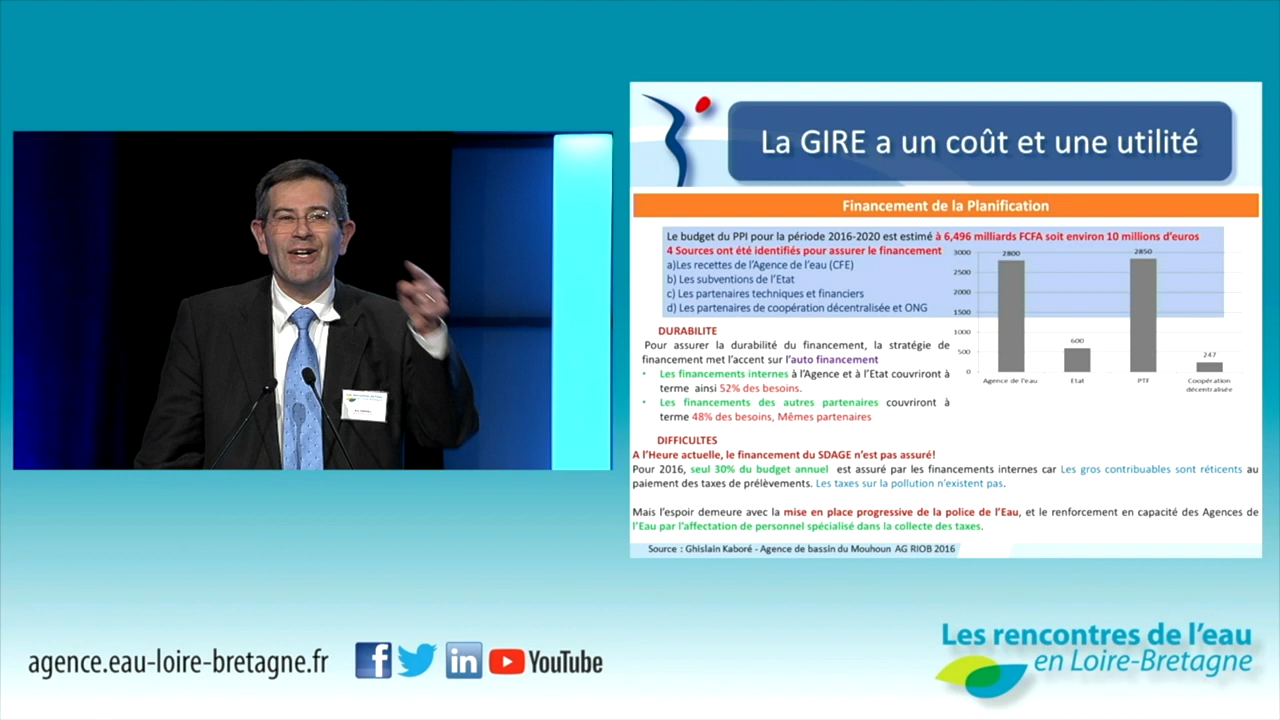 La GIRE a un coût et une utilité
Financement de la Planification
Le budget du PPI pour la période 2016-2020 est estimé à 6,496 milliards FCFA soit environ 10 millions d'euros
4 Sources ont été identifiés pour assurer le financement
a)Les recettes de l'Agence de l'eau (CFE)
b) Les subventions de l'Etat
c) Les partenaires techniques et financiers
d) Les partenaires de coopération décentralisée et ONG
3000
2500
2000
1500
1000
500
0
2800
600
2850
247
Agence de l'eau
Etat
PTF
Coopération
décentralisée
DURABILITE
Pour assurer la durabilité du financement, la stratégie de
financement met l'accent sur l'auto financement
• Les financements internes à l'Agence et à l'Etat couvriront à
terme ainsi 52% des besoins.
• Les financements des autres partenaires couvriront à
terme 48% des besoins, Mêmes partenaires
DIFFICULTES
A l'Heure actuelle, le financement du SDAGE n'est pas assuré!
Pour 2016, seul 30% du budget annuel est assuré par les financements internes car Les gros contribuables sont réticents au
paiement des taxes de prélèvements. Les taxes sur la pollution n'existent pas.
Mais l'espoir demeure avec la mise en place progressive de la police de l'Eau, et le renforcement en capacité des Agences de
l'Eau par l'affectation de personnel spécialisé dans la collecte des taxes.
Source : Ghislain Kaboré - Agence de bassin du Mouhoun AG RIOB 2016
agence.eau-loire-bretagne.fr
f
in
YouTube
Les rencontres de l'eau
en Loire-Bretagne